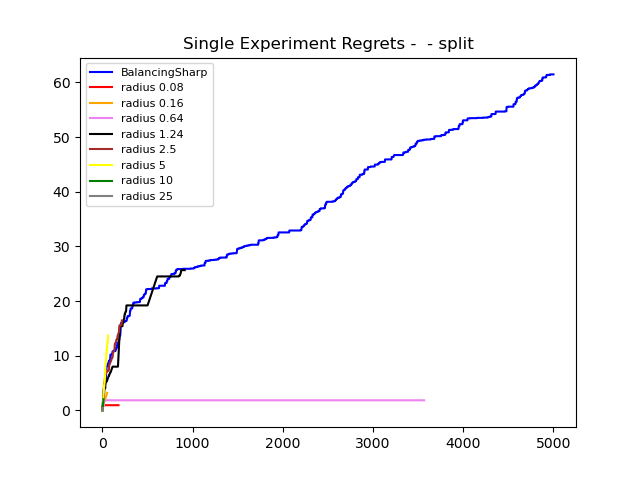 Single Experiment Regrets -  - split
BalancingSharp
radius 0.08
radius 0.16
radius 0.64
radius 1.24
radius 2.5
radius 5
radius 10
radius 25
60
50
40
30
20
10
0
0 1000 2000 3000 4000 5000